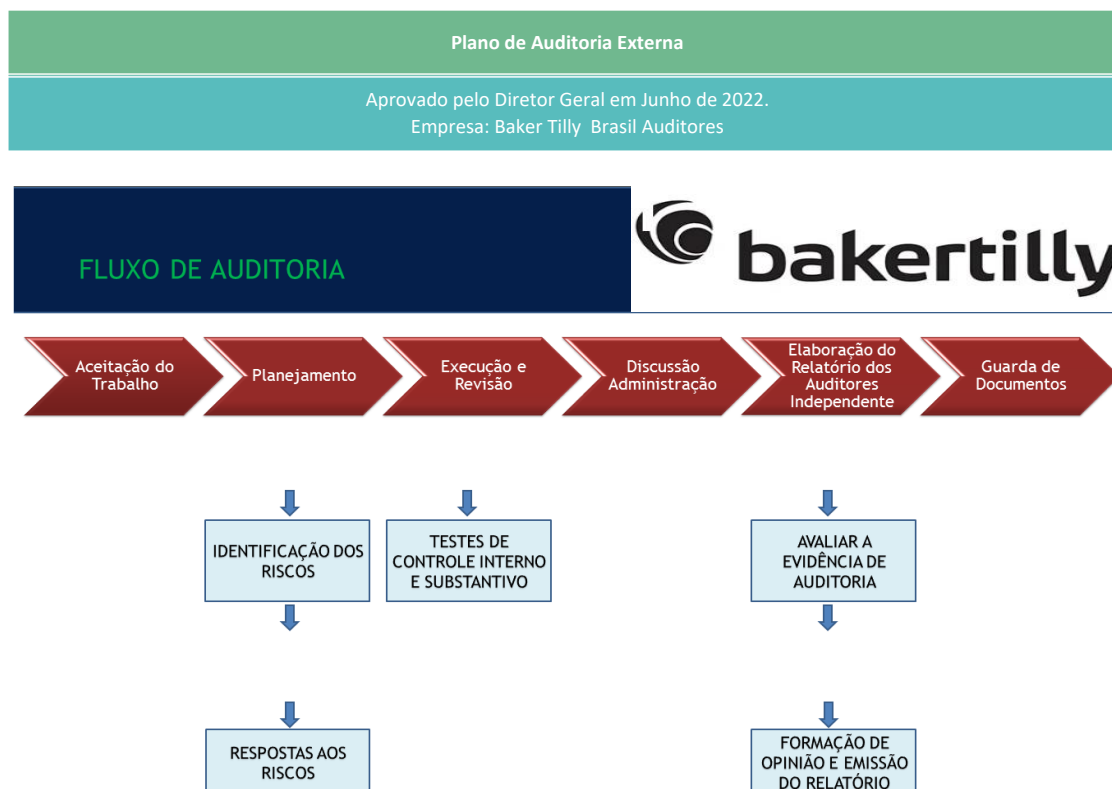 Plano de Auditoria Externa
Aprovado pelo Diretor Geral em Junho de 2022.
Empresa: Baker Tilly Brasil Auditores
FLUXO DE AUDITORIA
bakertilly
Aceitação do
Trabalho
Planejamento
Execução e
Revisão
Discussão
Administração
Elaboração do
Relatório dos
Auditores
Independente
Guarda de
Documentos
IDENTIFICAÇÃO DOS
RISCOS
TESTES DE
CONTROLE INTERNO
E SUBSTANTIVO
AVALIAR A
EVIDÊNCIA DE
AUDITORIA
RESPOSTAS AOS
RISCOS
FORMAÇÃO DE
OPINIÃO E EMISSÃO
DO RELATÓRIO